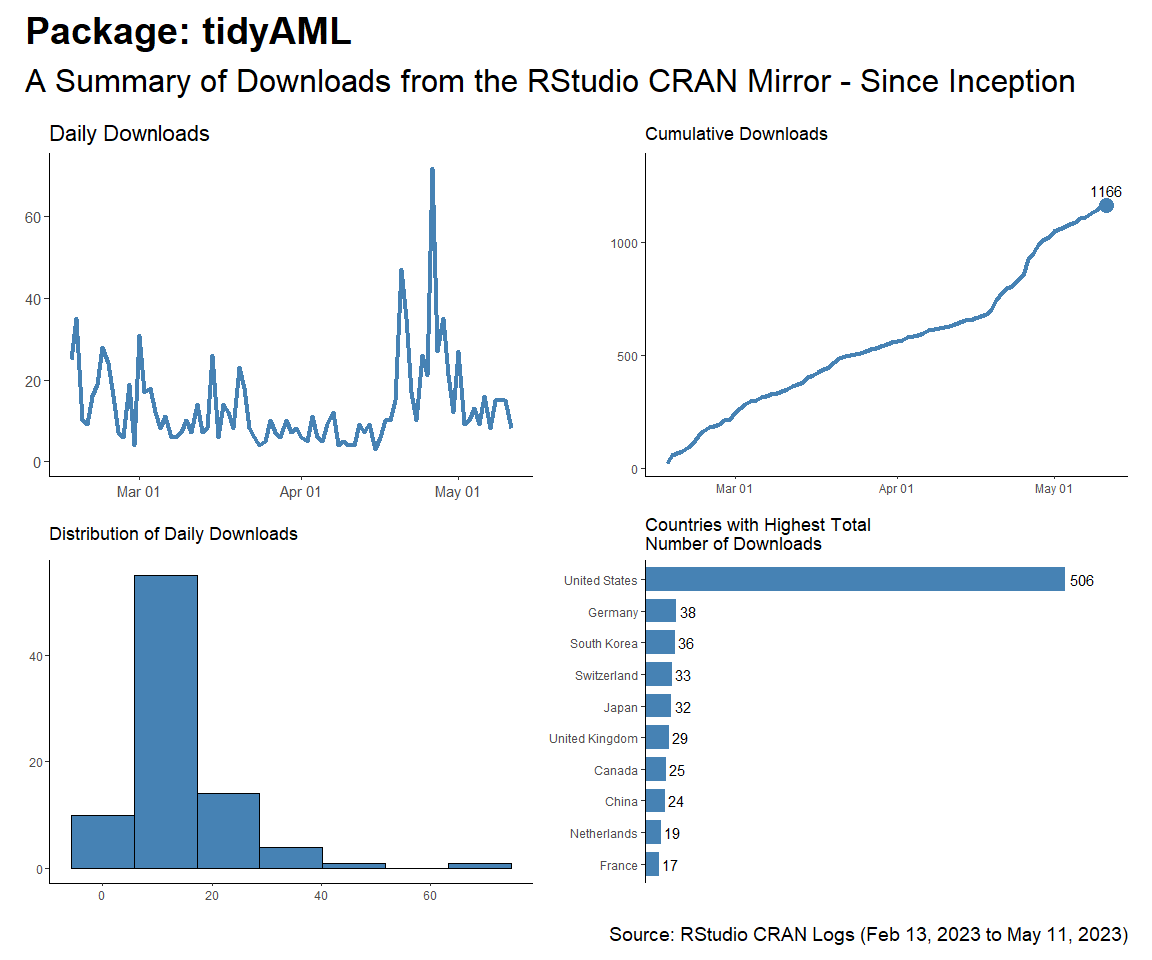 Package: tidyAML
A Summary of Downloads from the RStudio CRAN Mirror - Since Inception
Daily Downloads
60
40
20
0
Mar 01
Apr 01
May 01
Cumulative Downloads
1166
1000
500
0
Mar 01
Apr 01
May 01
Distribution of Daily Downloads
40
20
0
0
20
40
60
Countries with Highest Total
Number of Downloads
United States 506
Germany 38
South Korea 36
Switzerland 33
Japan 32
United Kingdom 29
Canada 25
China 24
Netherlands 19
France 17
Source: RStudio CRAN Logs (Feb 13, 2023 to May 11, 2023)